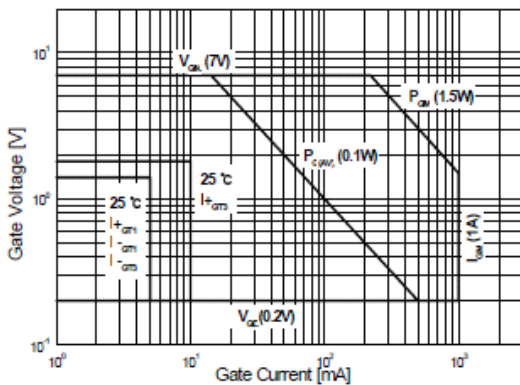 10¹
V_GM (7V)
P_GM (1.5W)
P_G(AV) (0.1W)
25 ℃
I+_GT3
25 ℃
I+_GT1
I-_GT1
I-_GT3
10⁰
I_GM (1A)
V_GD (0.2V)
10⁻¹
10⁰
10¹
10²
10³
Gate Voltage [V]
Gate Current [mA]